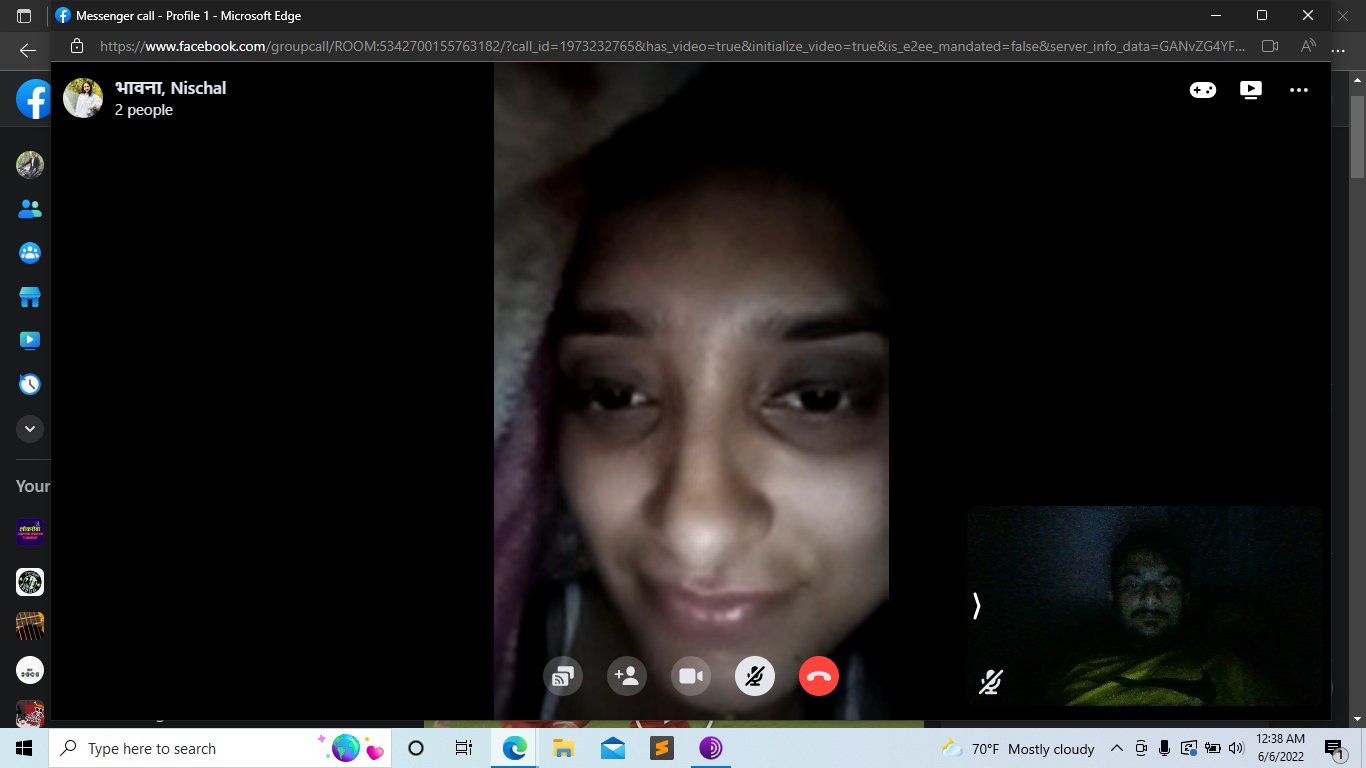 Messenger call - Profile 1 - Microsoft Edge
https://www.facebook.com/groupcall/ROOM:5342700155763182/?call_id=1973232765&has_video=true&initialize_video=true&is_e2ee_mandated=false&server_info_data=GANvZG4YF...
भावना, Nischal
2 people
Your
लोकसेवा
Type here to search
70°F Mostly cloudy
12:38 AM
6/6/2022
1